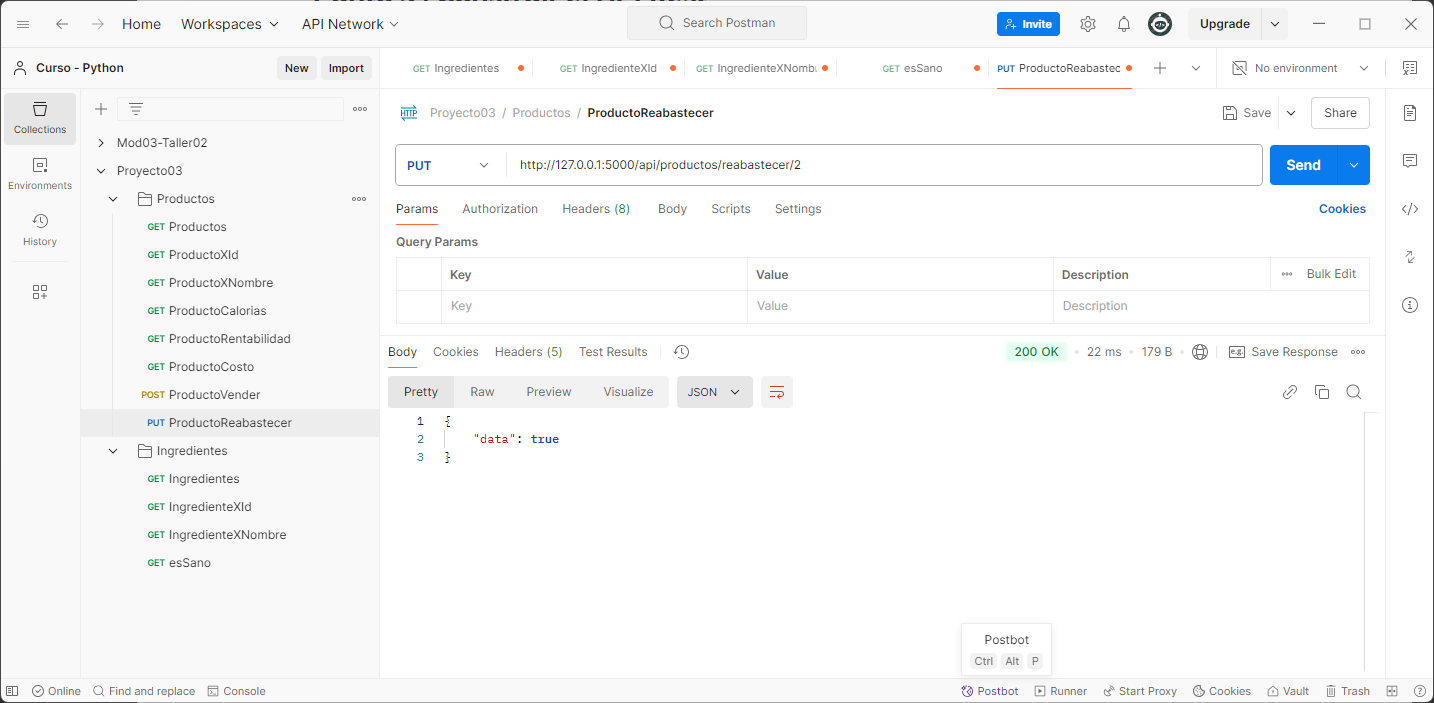 Home Workspaces API Network Search Postman Invite Upgrade
Curso - Python New Import
GET Ingredientes GET IngredienteXId GET IngredienteXNombı GET esSano PUT ProductoReabastec No environment
Collections
Environments
History
Mod03-Taller02
Proyecto03
Productos
GET Productos
GET ProductoXId
GET ProductoXNombre
GET ProductoCalorias
GET ProductoRentabilidad
GET ProductoCosto
POST ProductoVender
PUT ProductoReabastecer
Ingredientes
GET Ingredientes
GET IngredienteXId
GET IngredienteXNombre
GET esSano
HTTP Proyecto03 / Productos / ProductoReabastecer Save Share
PUT http://127.0.0.1:5000/api/productos/reabastecer/2 Send
Params Authorization Headers (8) Body Scripts Settings Cookies
Query Params
Key Value Description Bulk Edit
Key Value Description
Body Cookies Headers (5) Test Results 200 OK 22 ms 179 B e.g. Save Response
Pretty Raw Preview Visualize JSON
1 {
2 "data": true
3 }
Postbot
Ctrl Alt P
Online Find and replace Console Postbot Runner Start Proxy Cookies Vault Trash